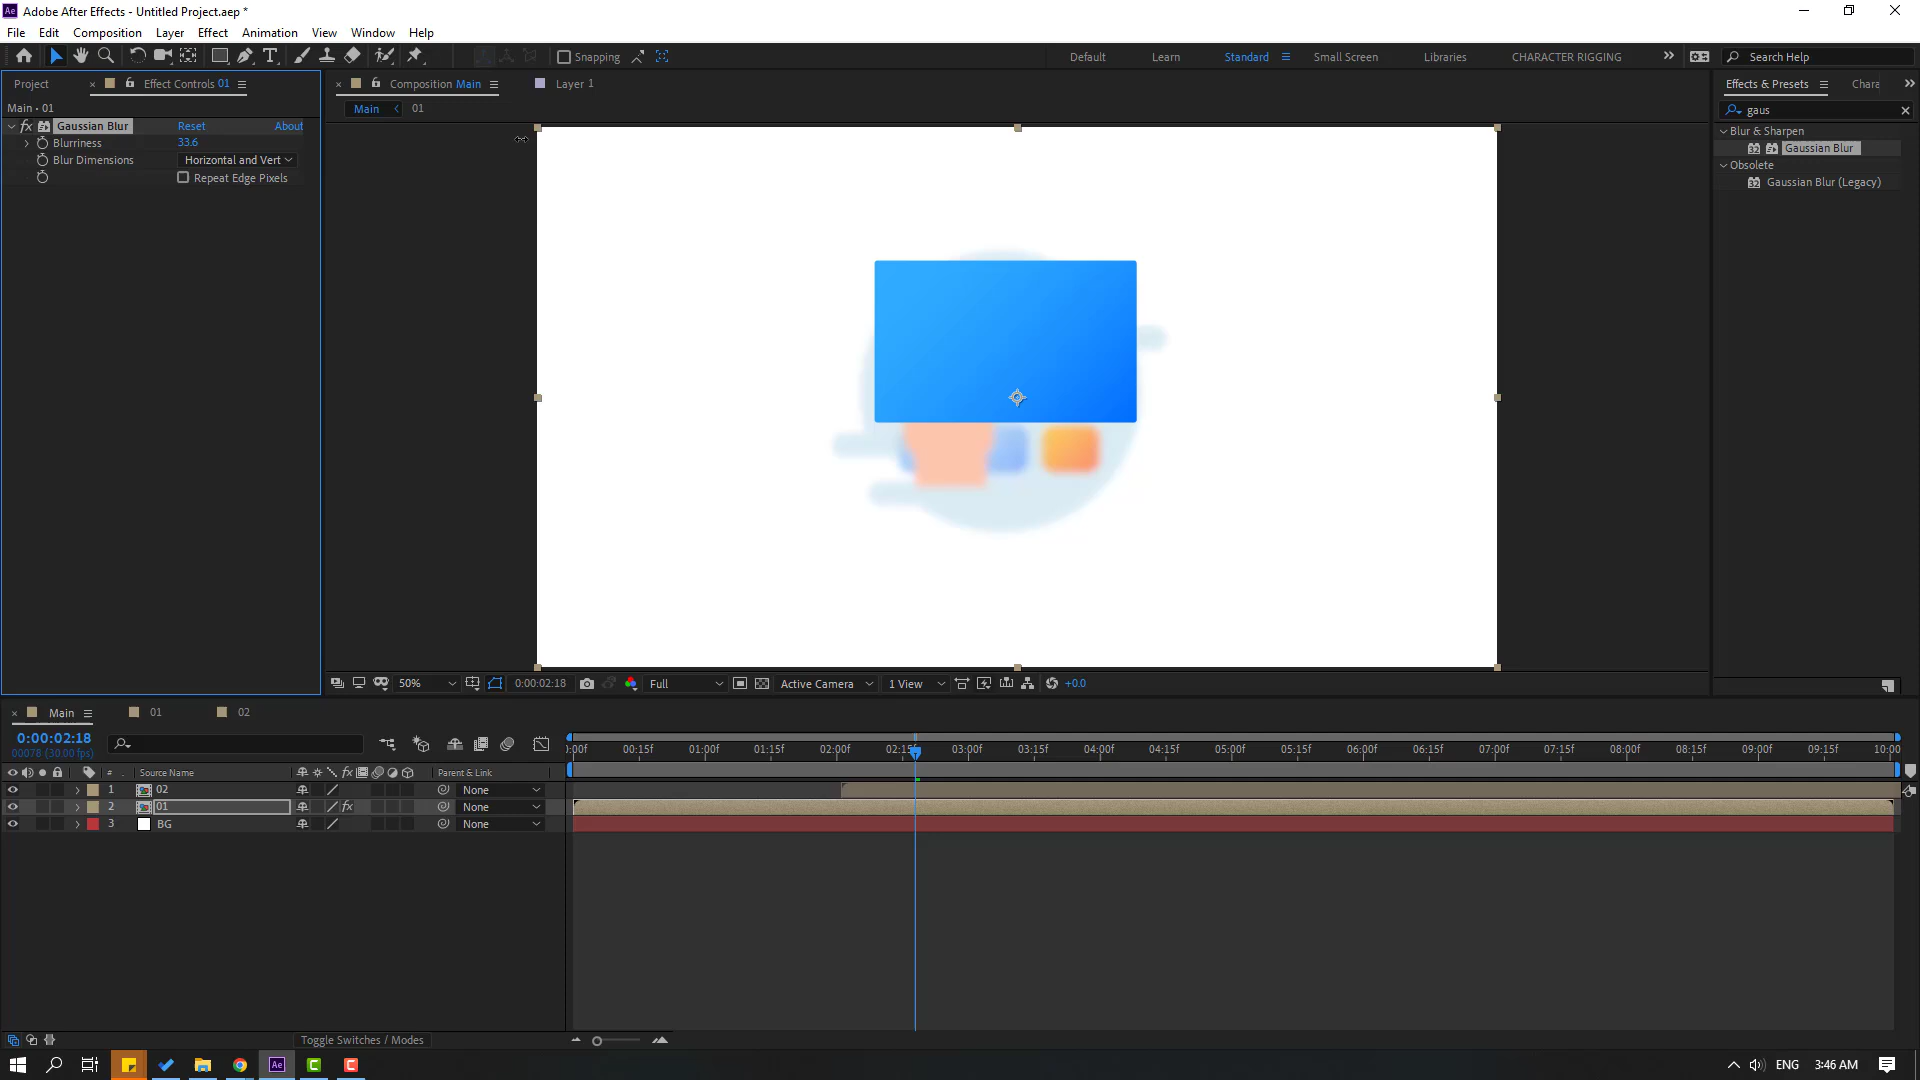 Adobe After Effects - Untitled Project.aep *
File Edit Composition Layer Effect Animation View Window Help
Snapping Default Learn Standard Small Screen Libraries CHARACTER RIGGING Search Help
Project Effect Controls 01 Composition Main Layer 1 Effects & Presets Chara
Main • 01
Main 01
gaus
Gaussian Blur Reset About
Blurriness 33.6
Blur Dimensions Horizontal and Vert
Repeat Edge Pixels
Blur & Sharpen
Gaussian Blur
Obsolete
Gaussian Blur (Legacy)
50% 0:00:02:18 Full Active Camera 1 View +0.0
Main 01 02
0:00:02:18
00078 (30.00 fps)
:00f 00:15f 01:00f 01:15f 02:00f 02:15f 03:00f 03:15f 04:00f 04:15f 05:00f 05:15f 06:00f 06:15f 07:00f 07:15f 08:00f 08:15f 09:00f 09:15f 10:00
# Source Name fx Parent & Link
1 02 None
2 01 fx None
3 BG None
Toggle Switches / Modes
ENG 3:46 AM